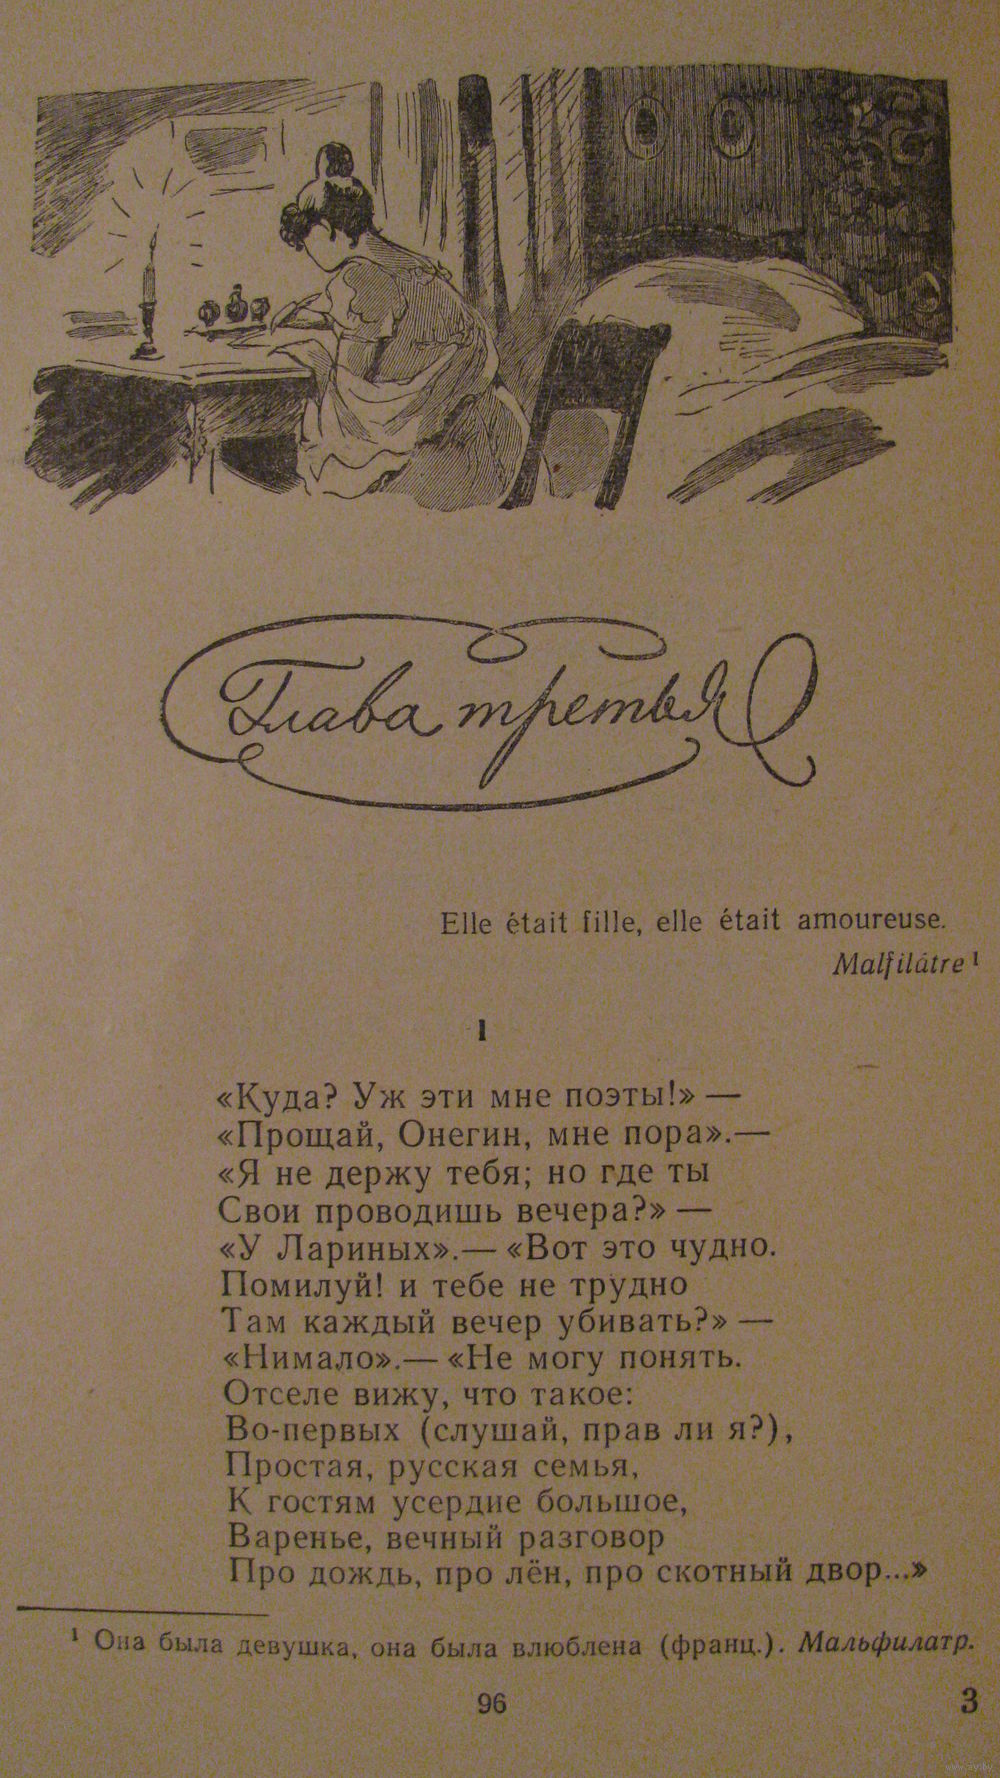 Глава третья
Elle était fille, elle était amoureuse.
Malfilâtre ¹
I
«Куда? Уж эти мне поэты!» —
«Прощай, Онегин, мне пора».—
«Я не держу тебя; но где ты
Свои проводишь вечера?» —
«У Лариных».— «Вот это чудно.
Помилуй! и тебе не трудно
Там каждый вечер убивать?» —
«Нимало».— «Не могу понять.
Отселе вижу, что такое:
Во-первых (слушай, прав ли я?),
Простая, русская семья,
К гостям усердие большое,
Варенье, вечный разговор
Про дождь, про лён, про скотный двор...»
¹ Она была девушка, она была влюблена (франц.). Мальфилатр.
96
3